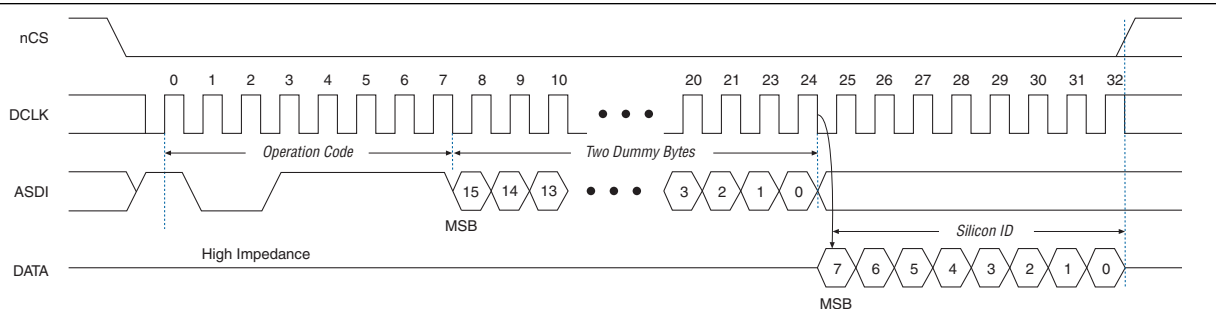 nCS
0 1 2 3 4 5 6 7 8 9 10 20 21 23 24 25 26 27 28 29 30 31 32
DCLK
Operation Code Two Dummy Bytes
ASDI 15 14 13 3 2 1 0
MSB
Silicon ID
High Impedance
DATA 7 6 5 4 3 2 1 0
MSB